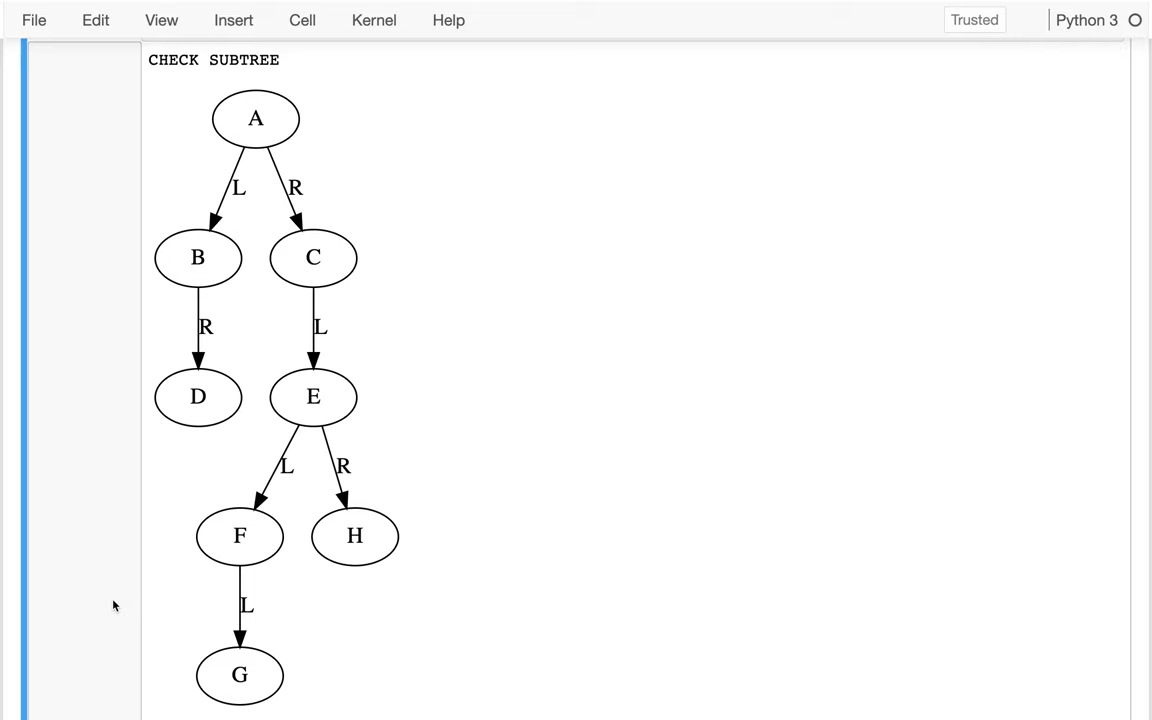 File Edit View Insert Cell Kernel Help Trusted Python 3
CHECK SUBTREE
A
L R
B C
R L
D E
L R
F H
L
G